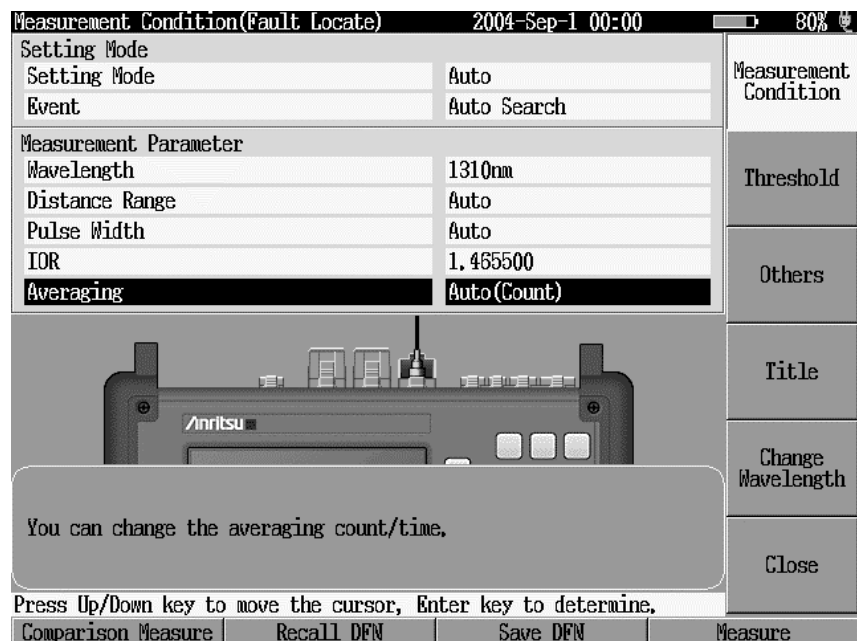 Measurement Condition(Fault Locate) 2004-Sep-1 00:00 80%
Setting Mode
Setting Mode Auto
Event Auto Search
Measurement Parameter
Wavelength 1310nm
Distance Range Auto
Pulse Width Auto
IOR 1.465500
Averaging Auto(Count)
Anritsu
You can change the averaging count/time.
Press Up/Down key to move the cursor, Enter key to determine.
Measurement
Condition
Threshold
Others
Title
Change
Wavelength
Close
Comparison Measure Recall DFN Save DFN Measure